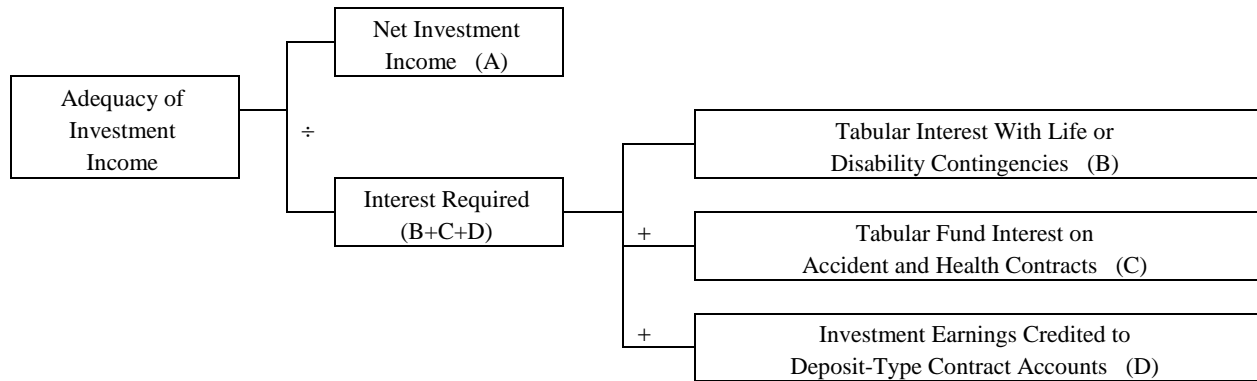 Net Investment
Income (A)
Adequacy of
Investment
Income
÷
Tabular Interest With Life or
Disability Contingencies (B)
Interest Required
(B+C+D)
+
Tabular Fund Interest on
Accident and Health Contracts (C)
+
Investment Earnings Credited to
Deposit-Type Contract Accounts (D)